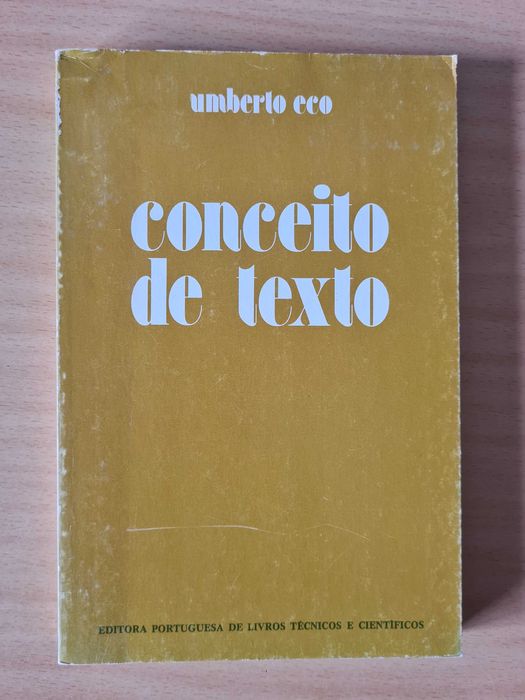 umberto eco
conceito
de texto
EDITORA PORTUGUESA DE LIVROS TÉCNICOS E CIENTÍFICOS